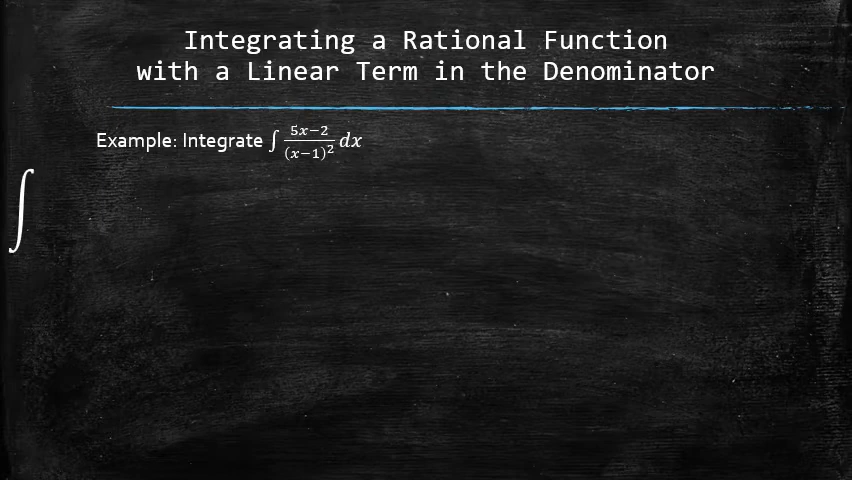 Integrating a Rational Function
with a Linear Term in the Denominator
Example: Integrate ∫ (5x−2)/(x−1)² dx
∫